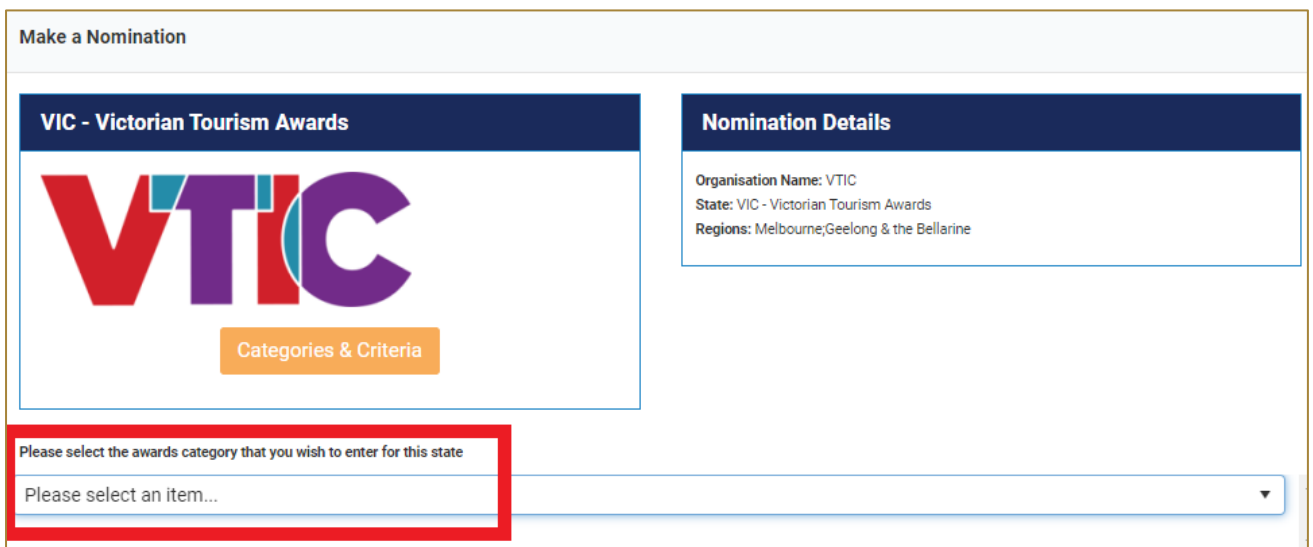 Make a Nomination
VIC - Victorian Tourism Awards
VTIC
Categories & Criteria
Nomination Details
Organisation Name: VTIC
State: VIC - Victorian Tourism Awards
Regions: Melbourne;Geelong & the Bellarine
Please select the awards category that you wish to enter for this state
Please select an item...